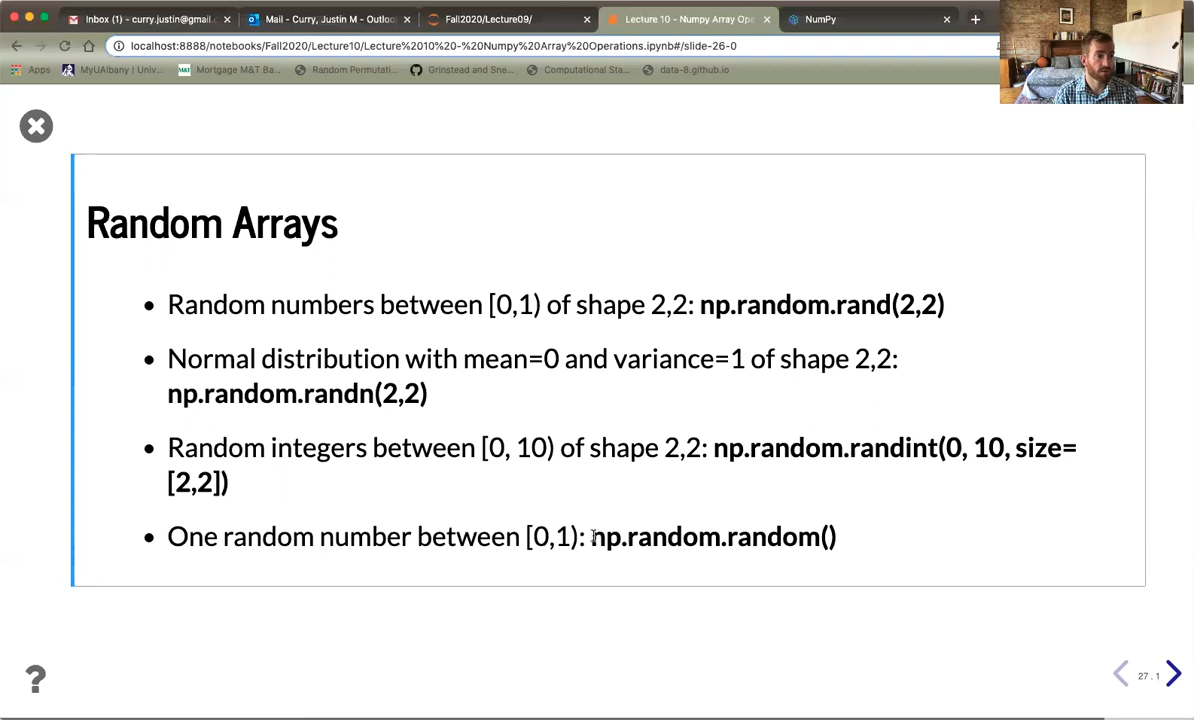 Inbox (1) - curry.justin@gmail.
Mail - Curry, Justin M - Outloo
Fall2020/Lecture09/
Lecture 10 - Numpy Array Ope
NumPy
localhost:8888/notebooks/Fall2020/Lecture10/Lecture%2010%20-%20Numpy%20Array%20Operations.ipynb#/slide-26-0
Apps
MyUAlbany | Univ...
M&T
Mortgage M&T Ba...
Random Permutati...
Grinstead and Sne...
Computational Sta...
data-8.github.io
Random Arrays
• Random numbers between [0,1) of shape 2,2: np.random.rand(2,2)
• Normal distribution with mean=0 and variance=1 of shape 2,2:
np.random.randn(2,2)
• Random integers between [0, 10) of shape 2,2: np.random.randint(0, 10, size=
[2,2])
• One random number between [0,1): np.random.random()
?
27 . 1